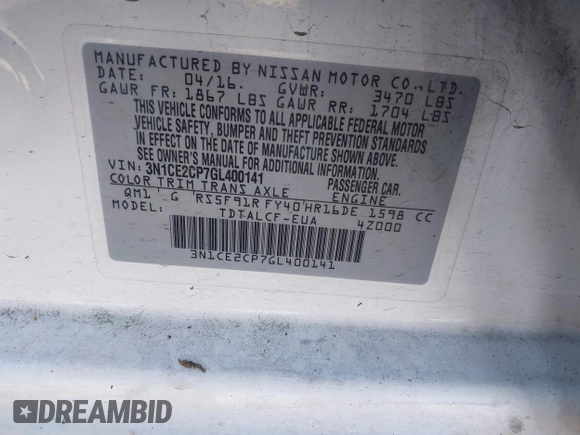 MANUFACTURED BY NISSAN MOTOR CO., LTD.
DATE: 04/16. GVWR: 3470 LBS
GAWR FR: 1867 LBS GAWR RR: 1704 LBS
THIS VEHICLE CONFORMS TO ALL APPLICABLE FEDERAL MOTOR
VEHICLE SAFETY, BUMPER AND THEFT PREVENTION STANDARDS
IN EFFECT ON THE DATE OF MANUFACTURE SHOWN ABOVE.
SEE OWNER'S MANUAL FOR ADDITIONAL INFORMATION.
VIN: 3N1CE2CP7GL400141 PASSENGER CAR.
COLOR TRIM TRANS AXLE ENGINE
QM1 G RS5F91R FY40 HR16DE 1598 CC
MODEL: TDTALCF-EUA 4Z000
3N1CE2CP7GL400141
DREAMBID